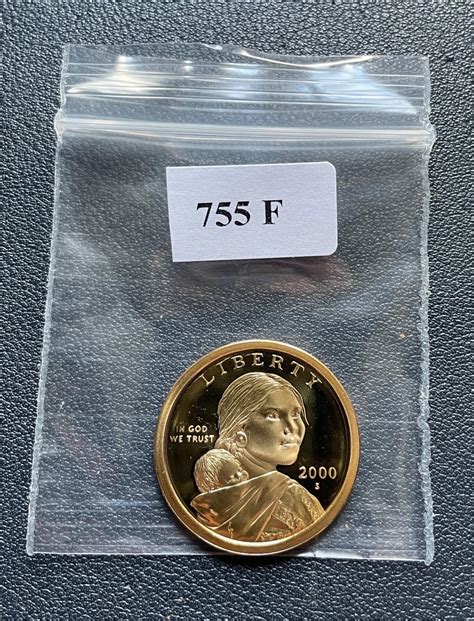 755 F
LIBERTY
IN GOD
WE TRUST
2000
S